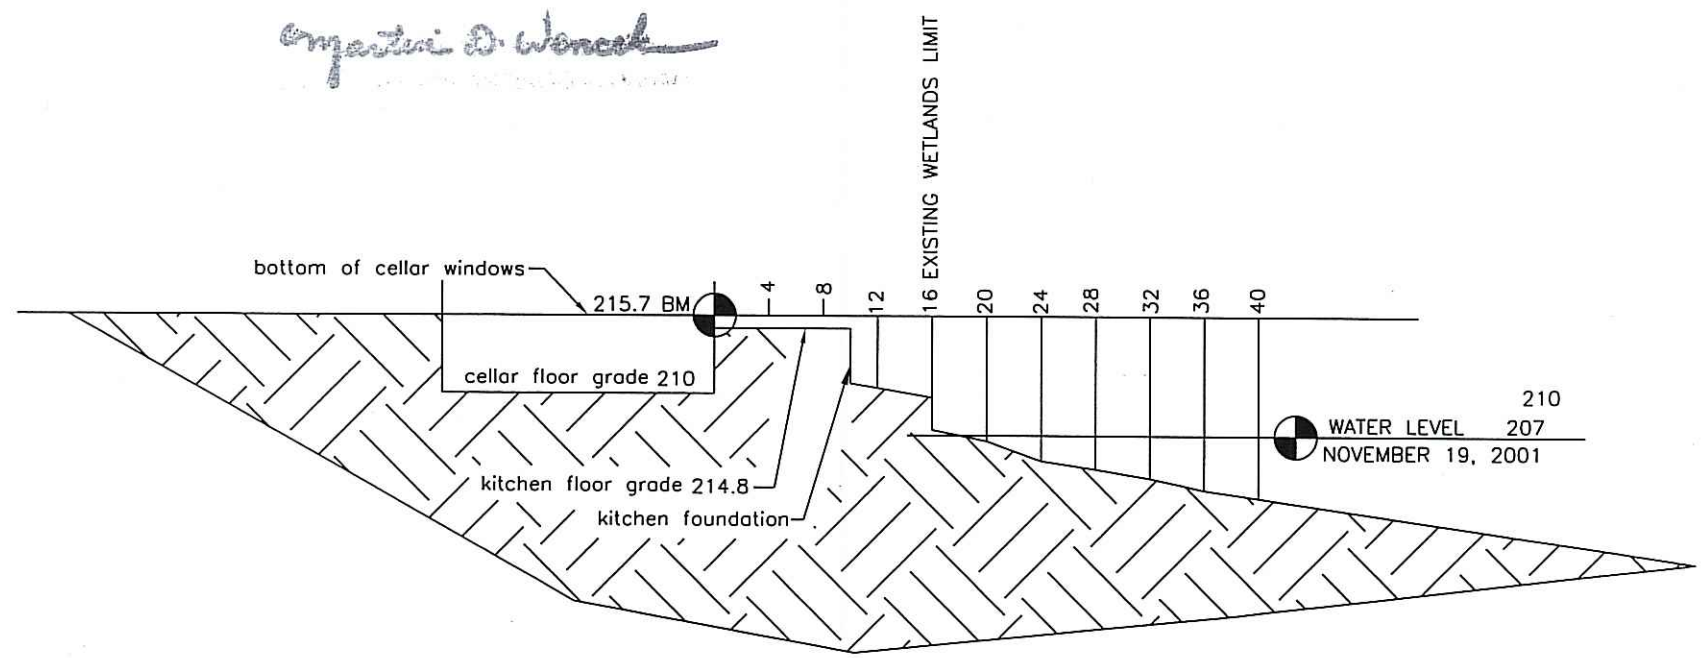 EXISTING WETLANDS LIMIT
bottom of cellar windows
215.7 BM
4
8
12
16
20
24
28
32
36
40
cellar floor grade 210
210
WATER LEVEL 207
NOVEMBER 19, 2001
kitchen floor grade 214.8
kitchen foundation